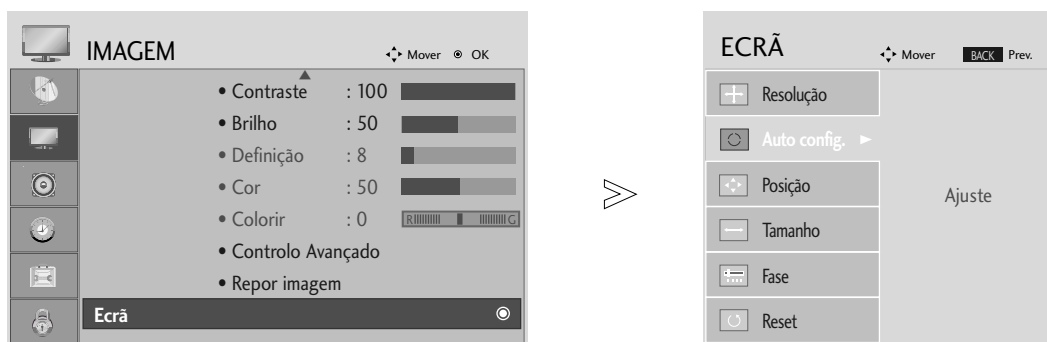 IMAGEM Mover OK
• Contraste : 100
• Brilho : 50
• Definição : 8
• Cor : 50
• Colorir : 0 R G
• Controlo Avançado
• Repor imagem
Ecrã
ECRÃ Mover BACK Prev.
Resolução
Auto config.
Posição
Tamanho
Fase
Reset
Ajuste